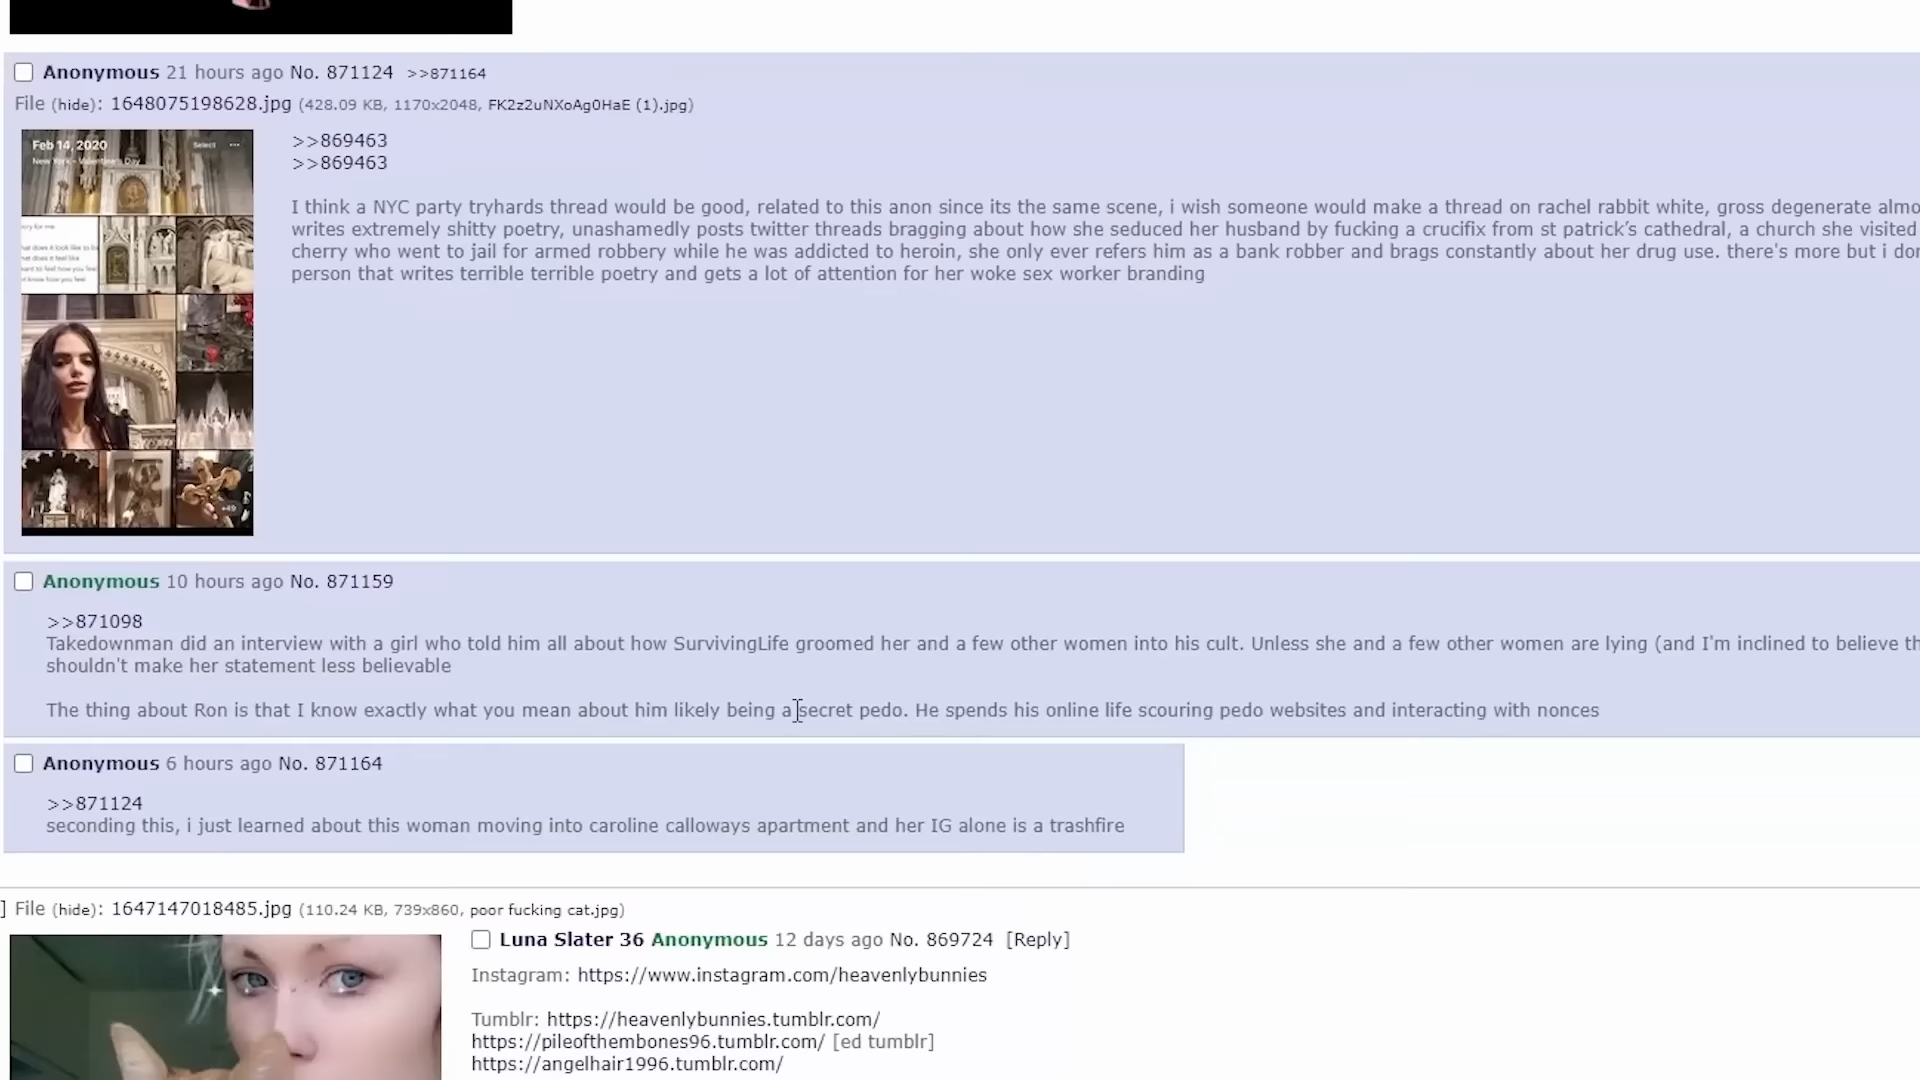 Anonymous 21 hours ago No. 871124 >>871164
File (hide): 1648075198628.jpg (428.09 KB, 1170x2048, FK2z2uNXoAg0HaE (1).jpg)
Feb 14, 2020
Select ...
New York - Valentine's Day
>>869463
>>869463
I think a NYC party tryhards thread would be good, related to this anon since its the same scene, i wish someone would make a thread on rachel rabbit white, gross degenerate almo
writes extremely shitty poetry, unashamedly posts twitter threads bragging about how she seduced her husband by fucking a crucifix from st patrick's cathedral, a church she visited
cherry who went to jail for armed robbery while he was addicted to heroin, she only ever refers him as a bank robber and brags constantly about her drug use. there's more but i don
person that writes terrible terrible poetry and gets a lot of attention for her woke sex worker branding
+49
Anonymous 10 hours ago No. 871159
>>871098
Takedownman did an interview with a girl who told him all about how SurvivingLife groomed her and a few other women into his cult. Unless she and a few other women are lying (and I'm inclined to believe th
shouldn't make her statement less believable
The thing about Ron is that I know exactly what you mean about him likely being a secret pedo. He spends his online life scouring pedo websites and interacting with nonces
Anonymous 6 hours ago No. 871164
>>871124
seconding this, i just learned about this woman moving into caroline calloways apartment and her IG alone is a trashfire
] File (hide): 1647147018485.jpg (110.24 KB, 739x860, poor fucking cat.jpg)
Luna Slater 36 Anonymous 12 days ago No. 869724 [Reply]
Instagram: https://www.instagram.com/heavenlybunnies
Tumblr: https://heavenlybunnies.tumblr.com/
https://pileofthembones96.tumblr.com/ [ed tumblr]
https://angelhair1996.tumblr.com/